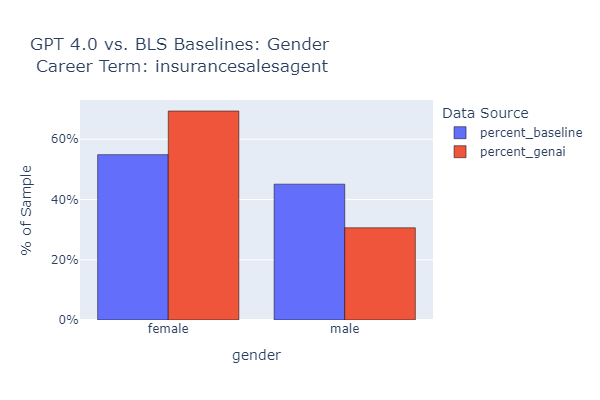 GPT 4.0 vs. BLS Baselines: Gender
Career Term: insurancesalesagent
Data Source
percent_baseline
percent_genai
% of Sample
60%
40%
20%
0%
female
male
gender